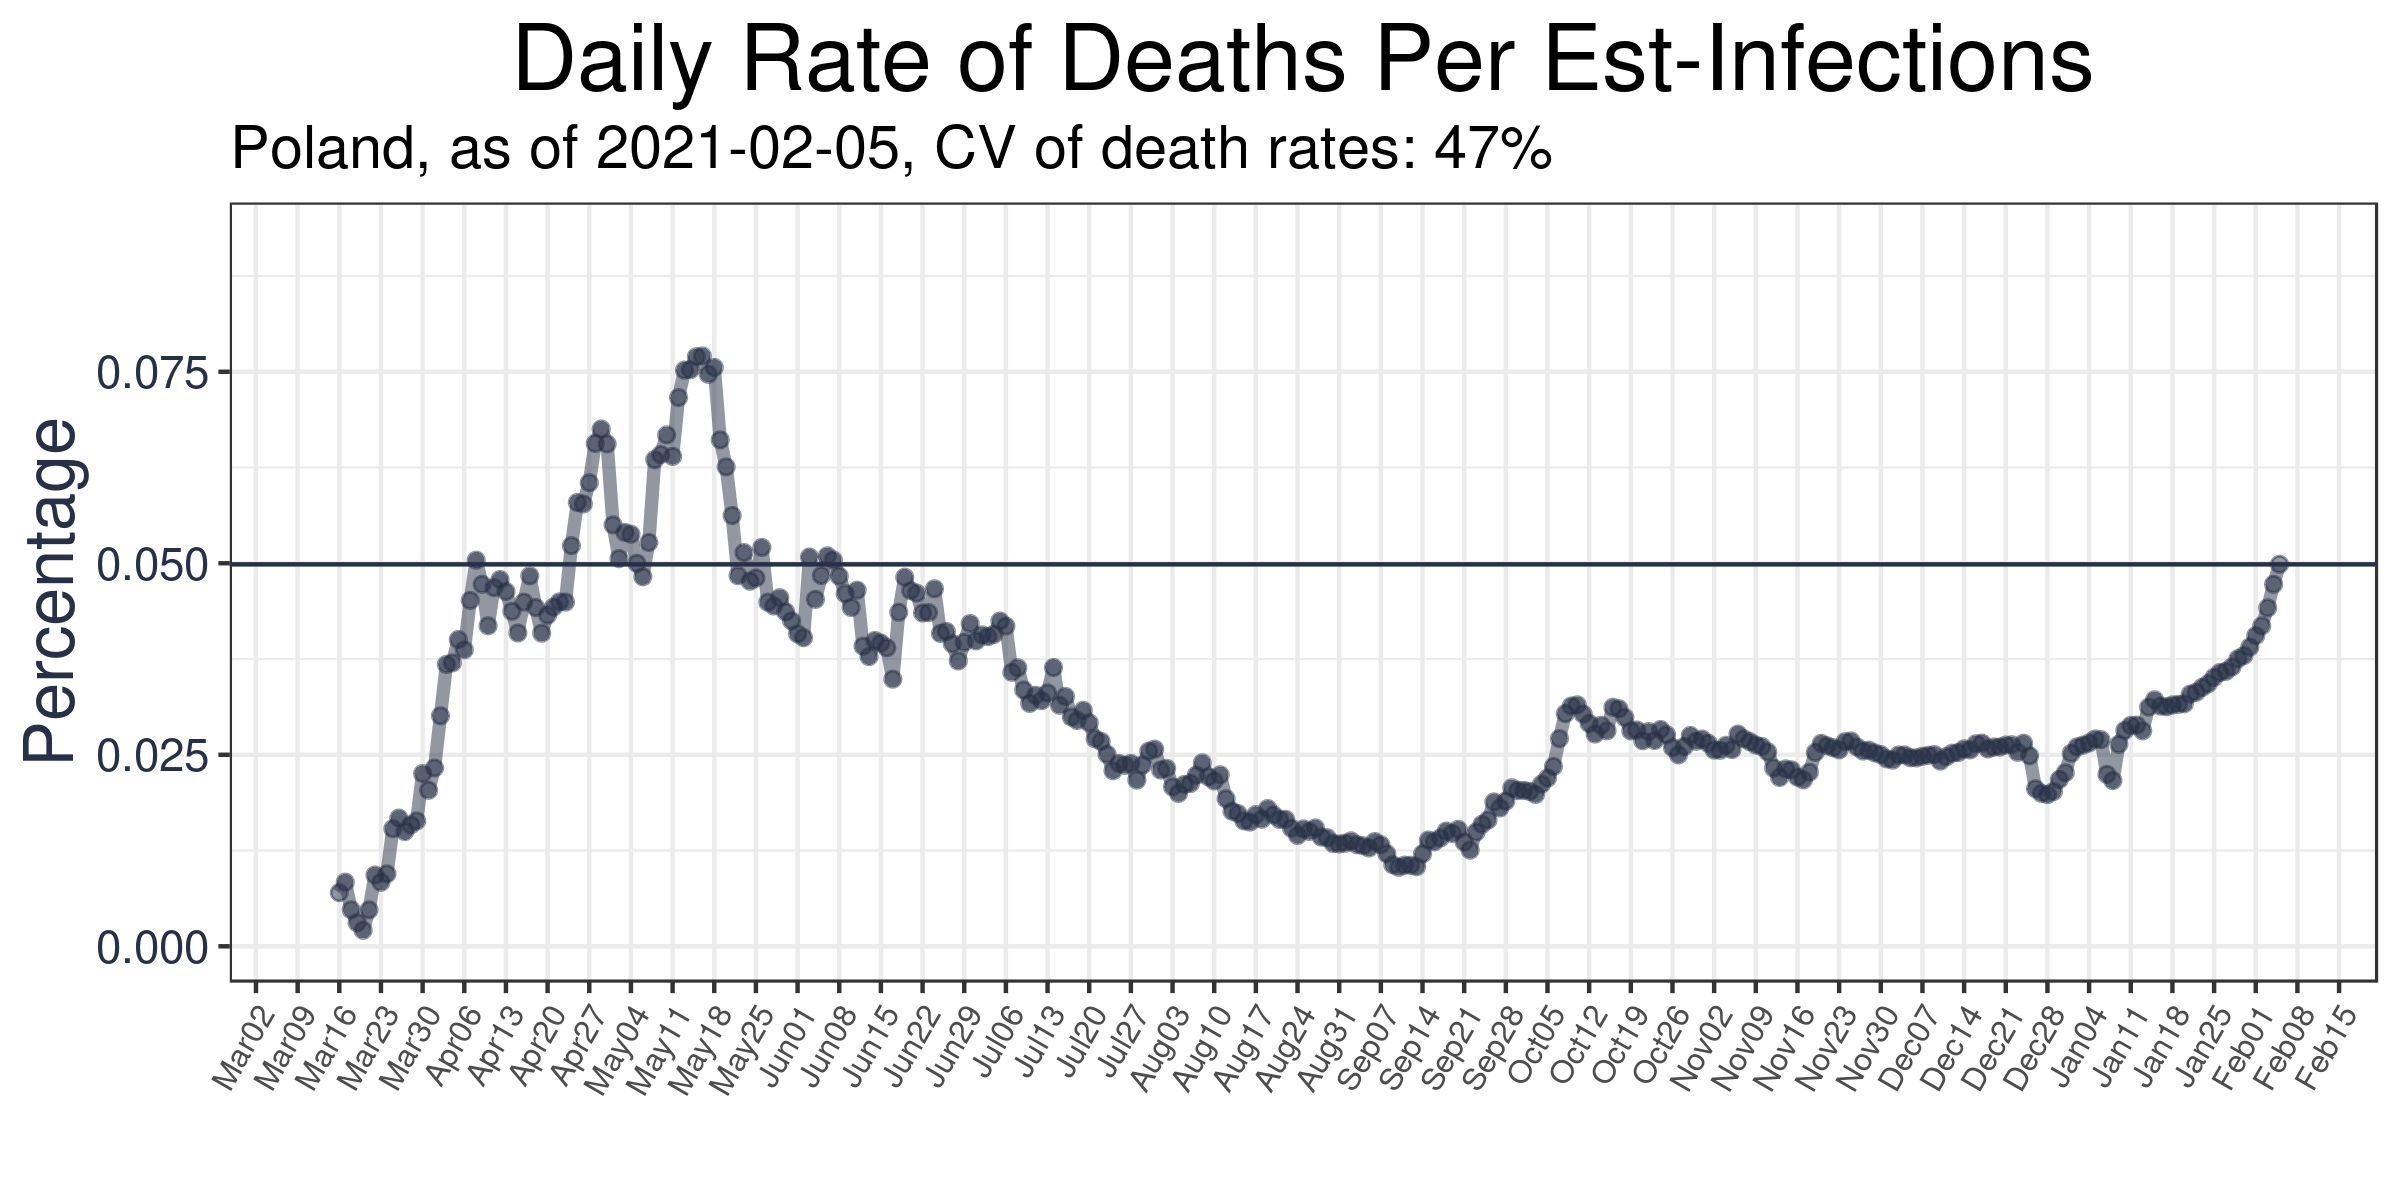 Daily Rate of Deaths Per Est-Infections
Poland, as of 2021-02-05, CV of death rates: 47%
Percentage
0.075
0.050
0.025
0.000
Mar02
Mar09
Mar16
Mar23
Mar30
Apr06
Apr13
Apr20
Apr27
May04
May11
May18
May25
Jun01
Jun08
Jun15
Jun22
Jun29
Jul06
Jul13
Jul20
Jul27
Aug03
Aug10
Aug17
Aug24
Aug31
Sep07
Sep14
Sep21
Sep28
Oct05
Oct12
Oct19
Oct26
Nov02
Nov09
Nov16
Nov23
Nov30
Dec07
Dec14
Dec21
Dec28
Jan04
Jan11
Jan18
Jan25
Feb01
Feb08
Feb15